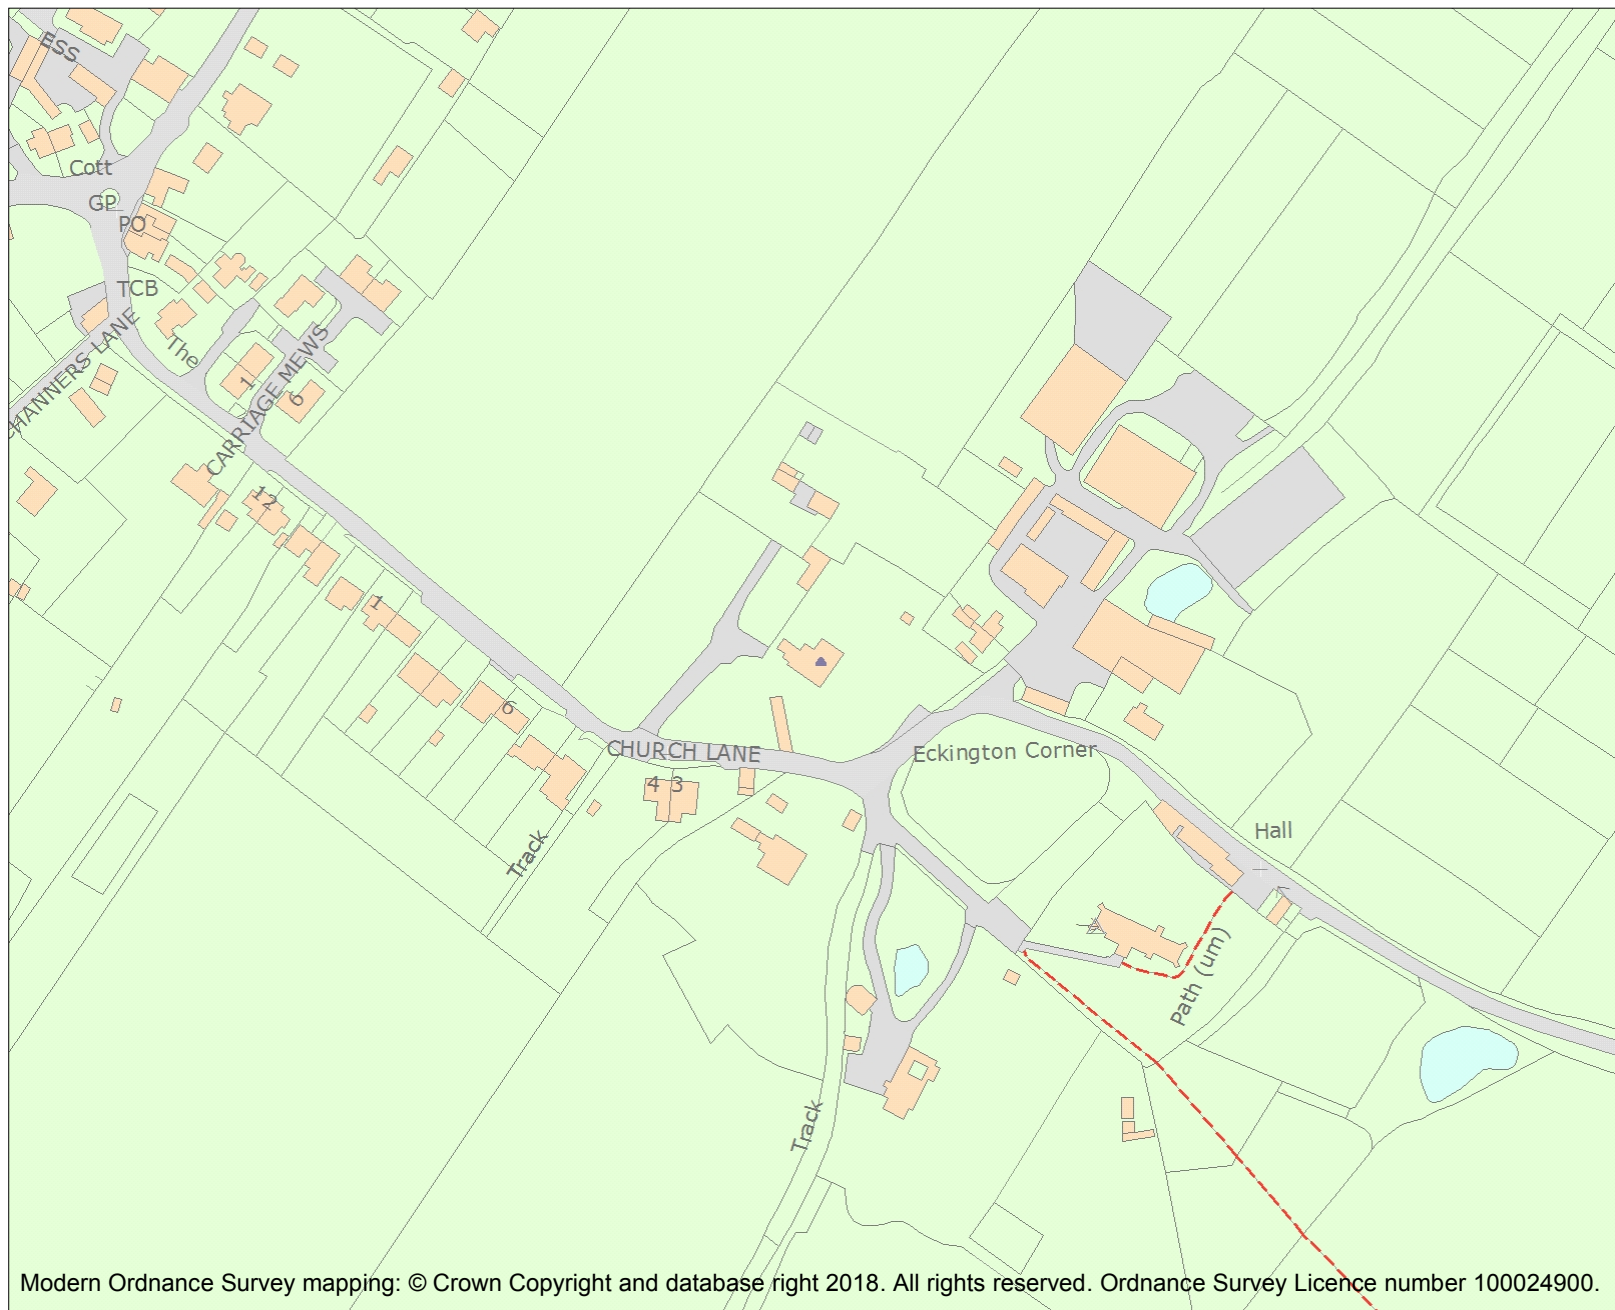 ESS
Cott
GP
PO
TCB
CHANNERS LANE
The
1
CARRIAGE MEWS
6
12
1
6
CHURCH LANE
4 3
Eckington Corner
Track
Hall
Path (um)
Track
Modern Ordnance Survey mapping: © Crown Copyright and database right 2018. All rights reserved. Ordnance Survey Licence number 100024900.